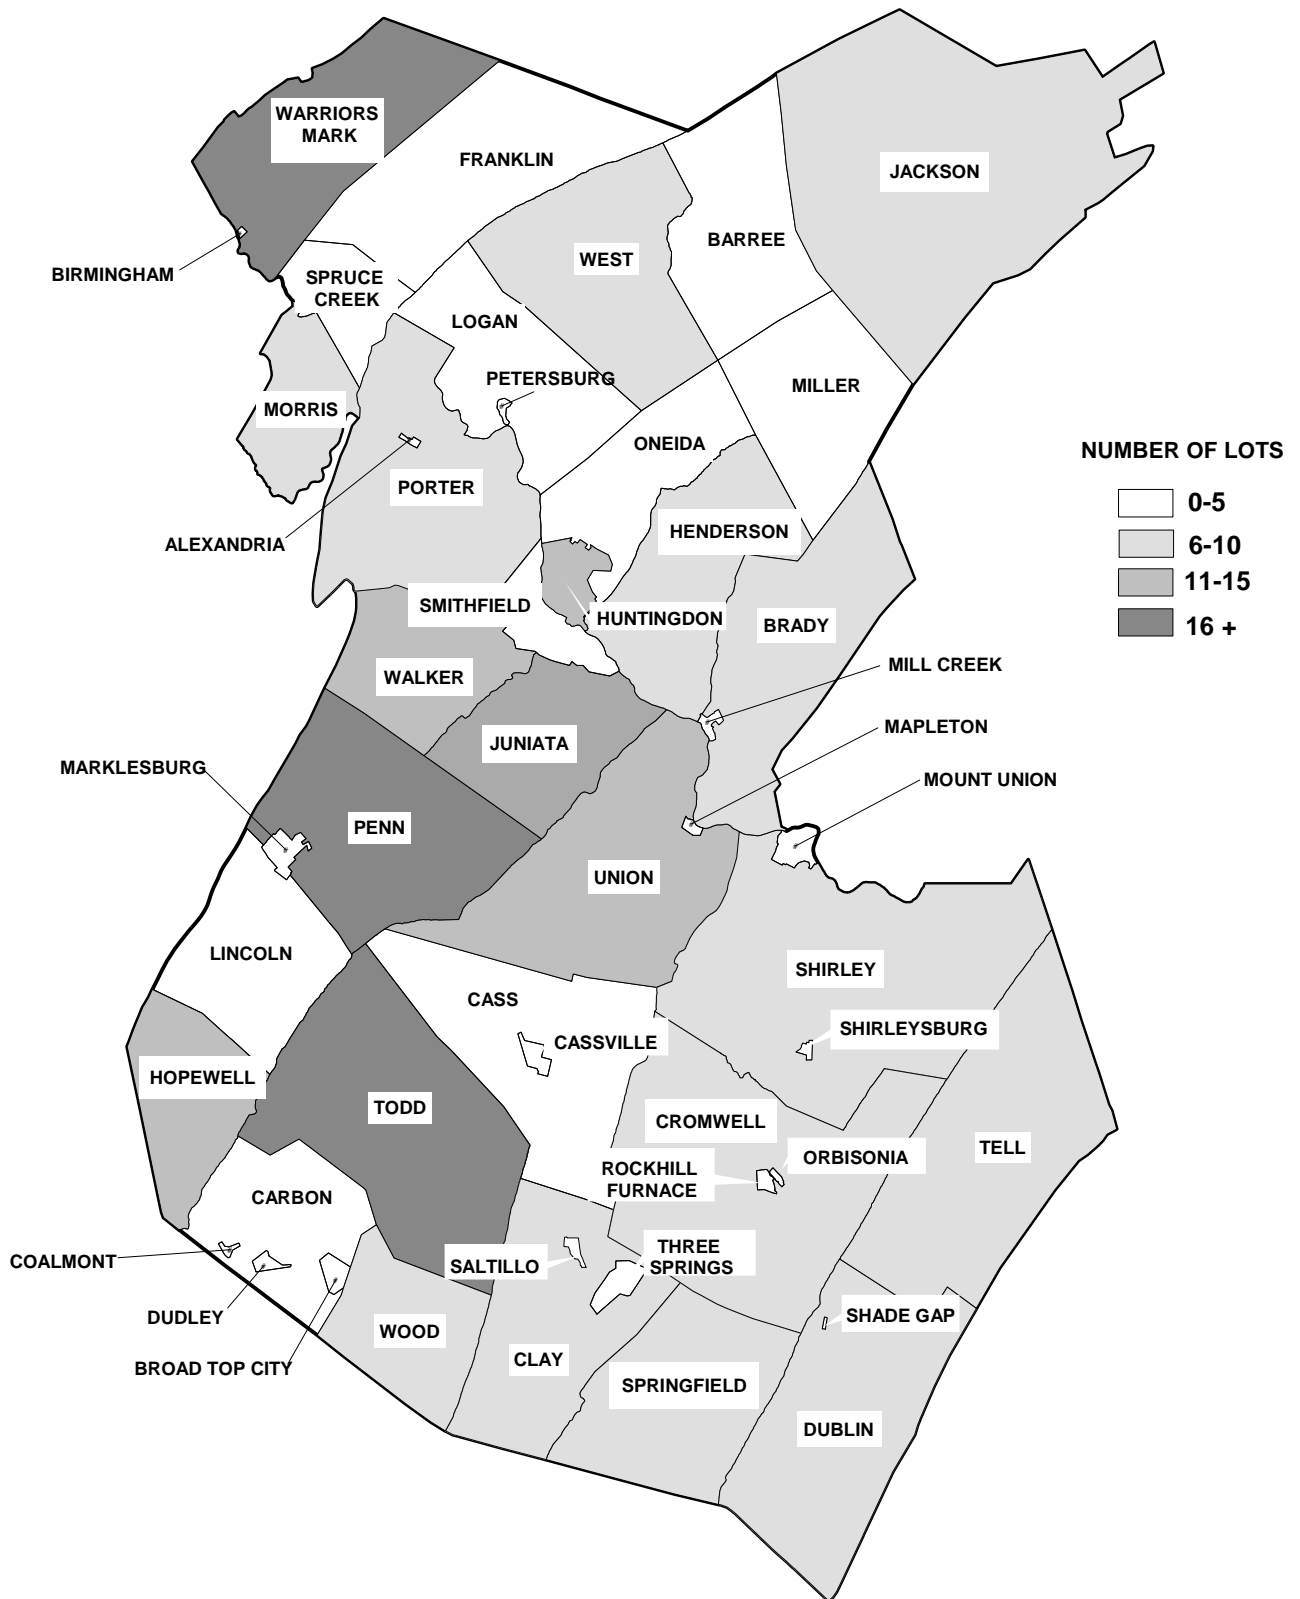 WARRIORS
MARK
FRANKLIN
JACKSON
BARREE
WEST
BIRMINGHAM
SPRUCE
CREEK
LOGAN
PETERSBURG
MILLER
MORRIS
ONEIDA
NUMBER OF LOTS
PORTER
0-5
HENDERSON
6-10
ALEXANDRIA
11-15
SMITHFIELD
HUNTINGDON
BRADY
16 +
MILL CREEK
WALKER
MAPLETON
JUNIATA
MARKLESBURG
MOUNT UNION
PENN
UNION
LINCOLN
SHIRLEY
CASS
SHIRLEYSBURG
CASSVILLE
HOPEWELL
TODD
CROMWELL
TELL
ORBISONIA
ROCKHILL
FURNACE
CARBON
COALMONT
SALTILLO
THREE
SPRINGS
DUDLEY
SHADE GAP
WOOD
BROAD TOP CITY
CLAY
SPRINGFIELD
DUBLIN